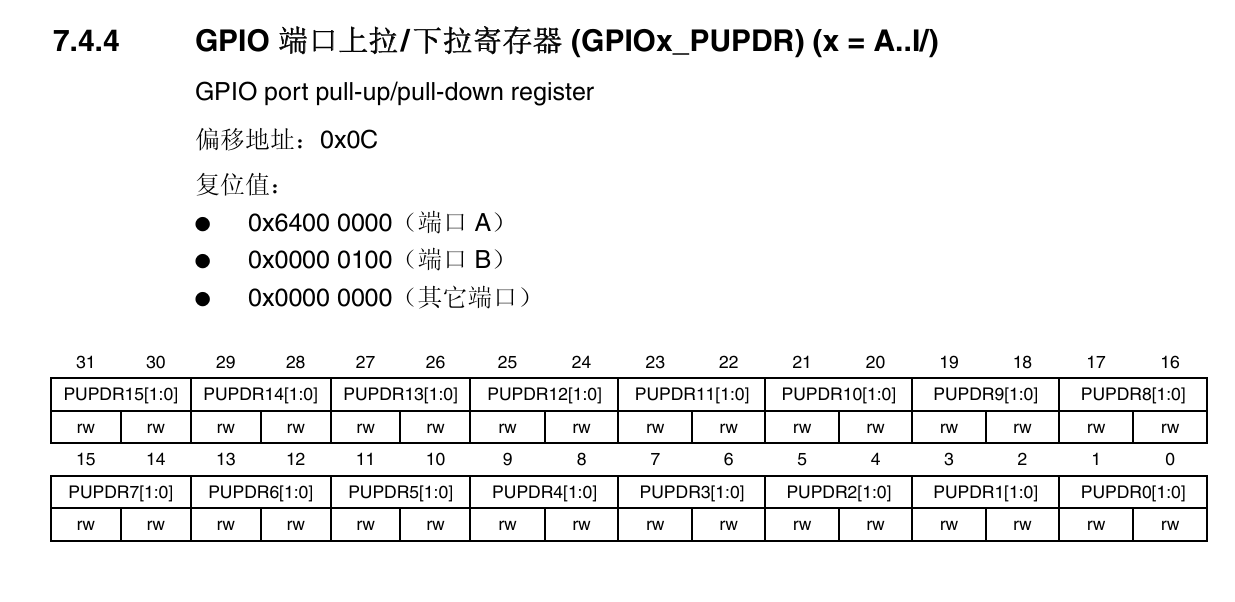 7.4.4 GPIO 端口上拉/下拉寄存器 (GPIOx_PUPDR) (x = A..I/)
GPIO port pull-up/pull-down register
偏移地址：0x0C
复位值：
● 0x6400 0000（端口 A）
● 0x0000 0100（端口 B）
● 0x0000 0000（其它端口）
31 30 29 28 27 26 25 24 23 22 21 20 19 18 17 16
PUPDR15[1:0] PUPDR14[1:0] PUPDR13[1:0] PUPDR12[1:0] PUPDR11[1:0] PUPDR10[1:0] PUPDR9[1:0] PUPDR8[1:0]
rw rw rw rw rw rw rw rw rw rw rw rw rw rw rw rw
15 14 13 12 11 10 9 8 7 6 5 4 3 2 1 0
PUPDR7[1:0] PUPDR6[1:0] PUPDR5[1:0] PUPDR4[1:0] PUPDR3[1:0] PUPDR2[1:0] PUPDR1[1:0] PUPDR0[1:0]
rw rw rw rw rw rw rw rw rw rw rw rw rw rw rw rw